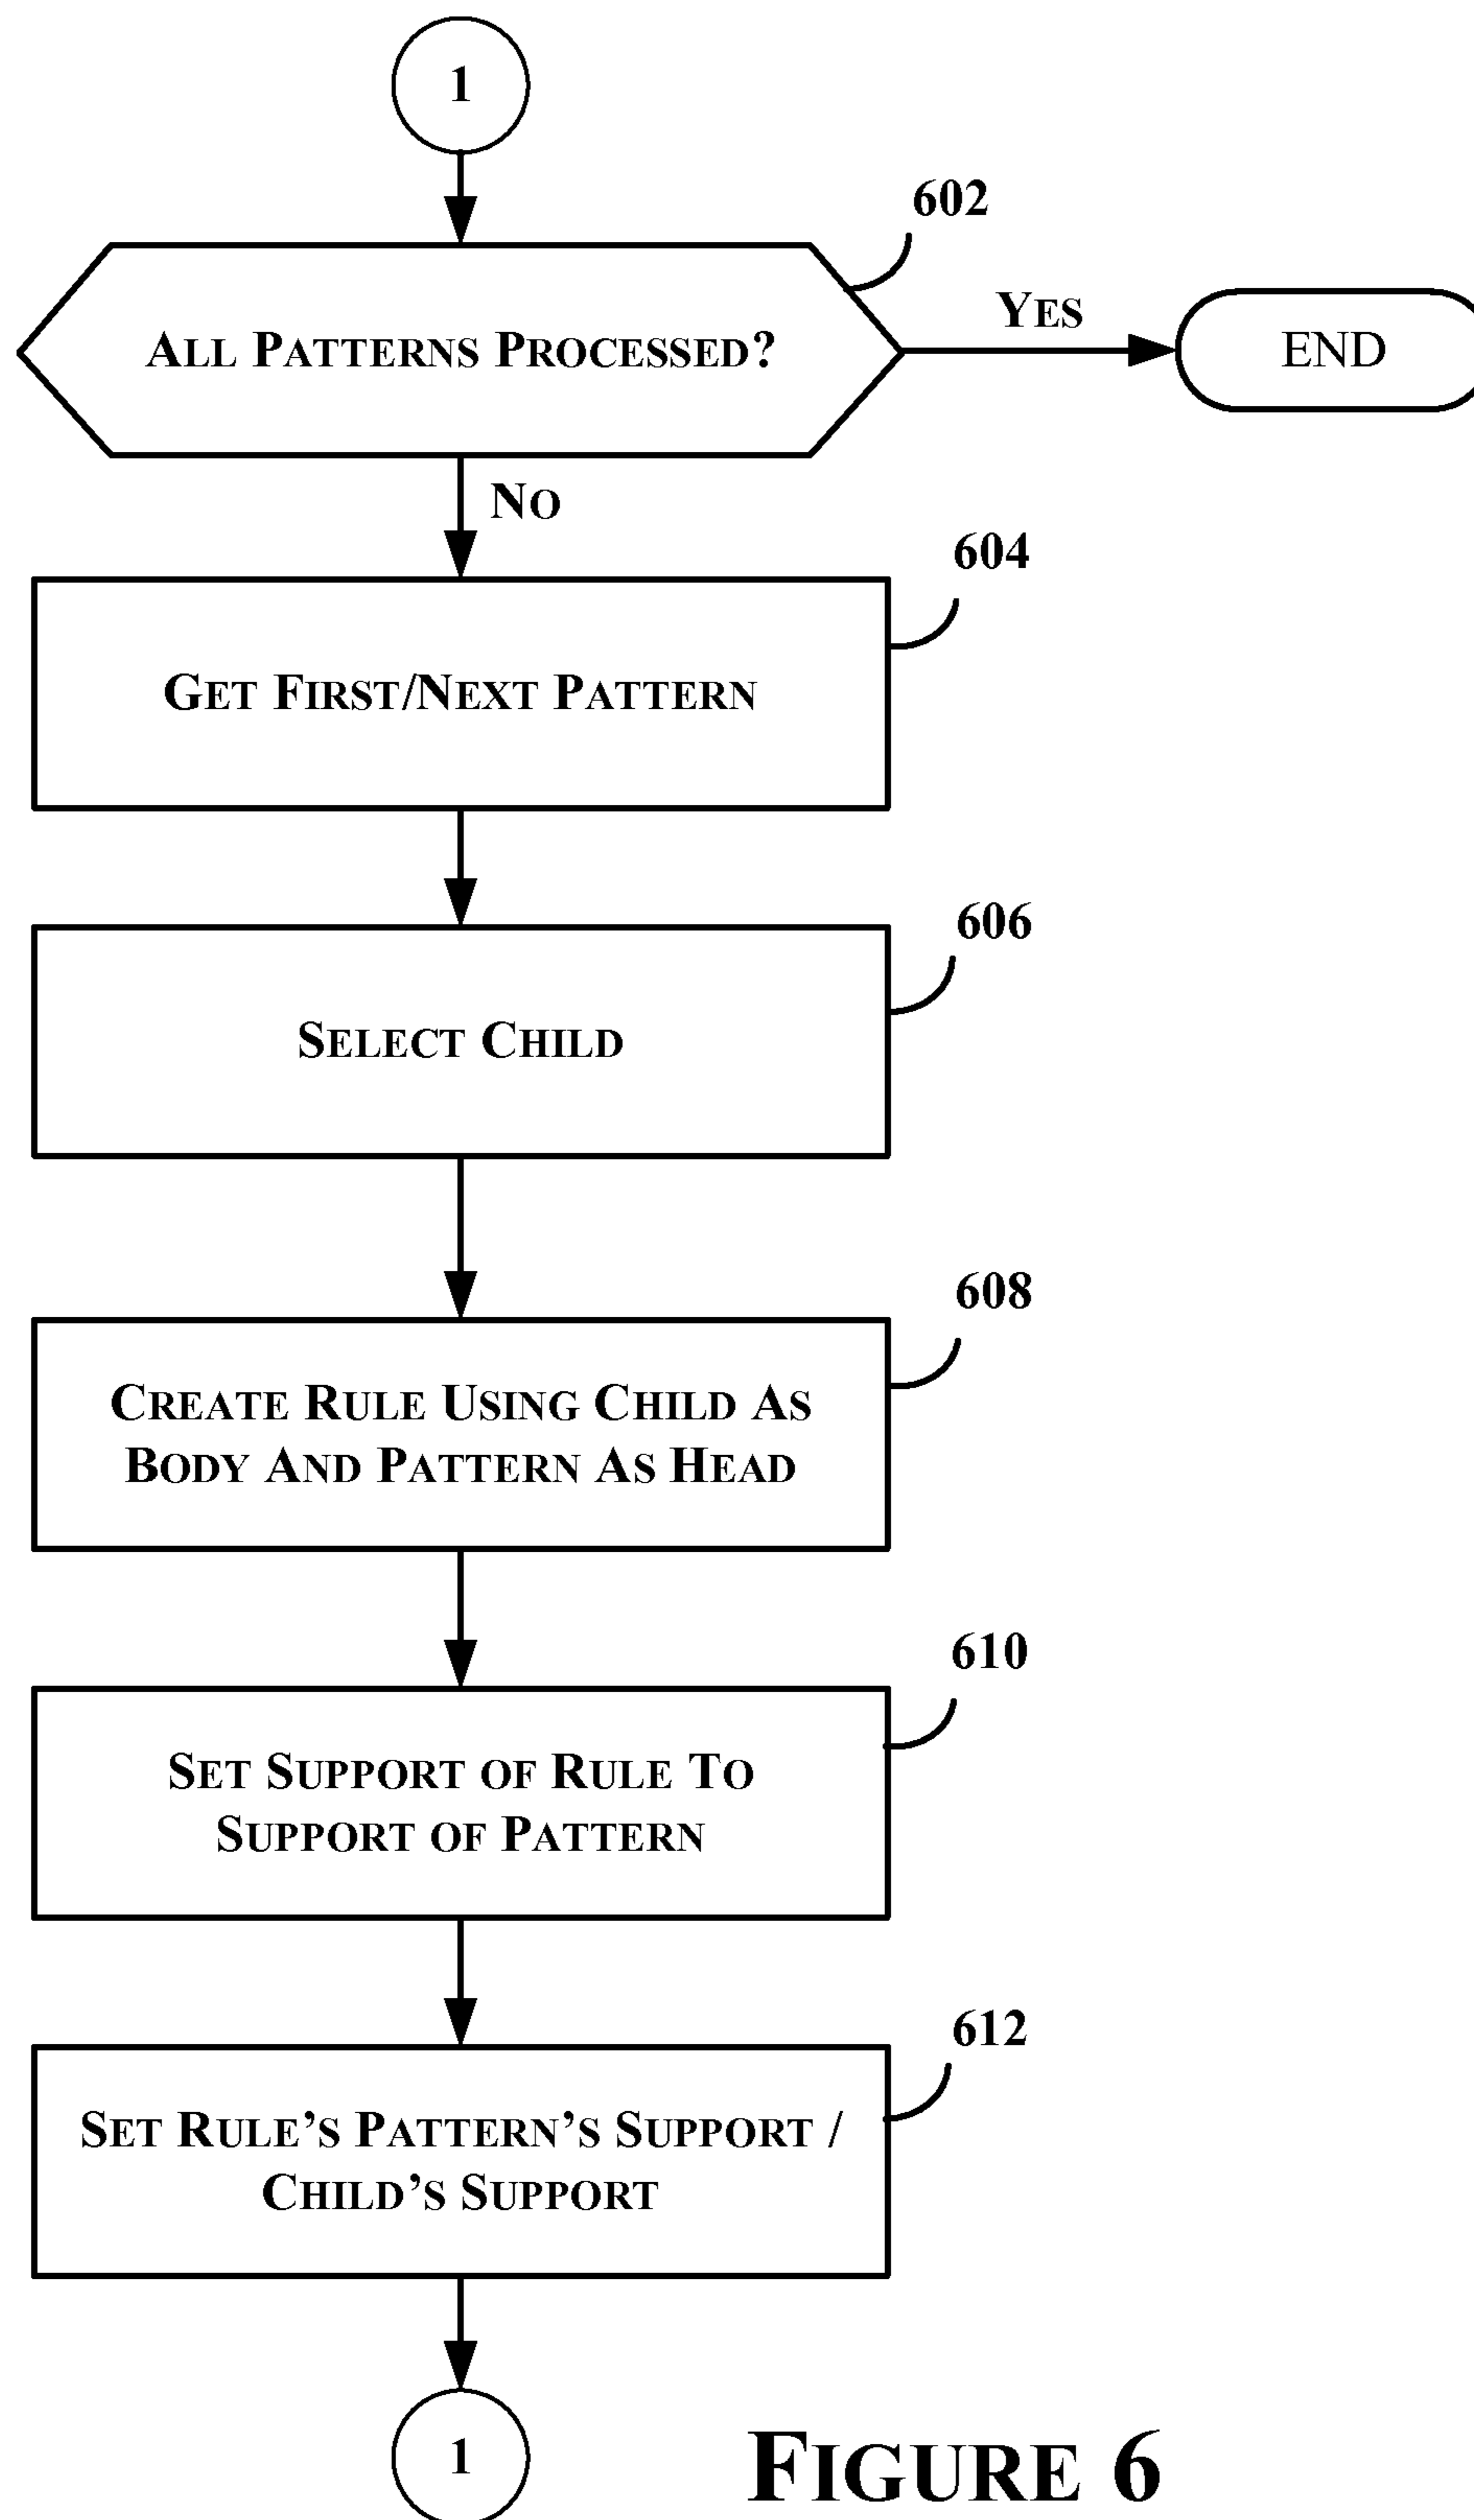 1
602
All Patterns Processed?
Yes
END
No
604
Get First/Next Pattern
606
Select Child
608
Create Rule Using Child As
Body And Pattern As Head
610
Set Support of Rule To
Support of Pattern
612
Set Rule's Pattern's Support /
Child's Support
1
Figure 6